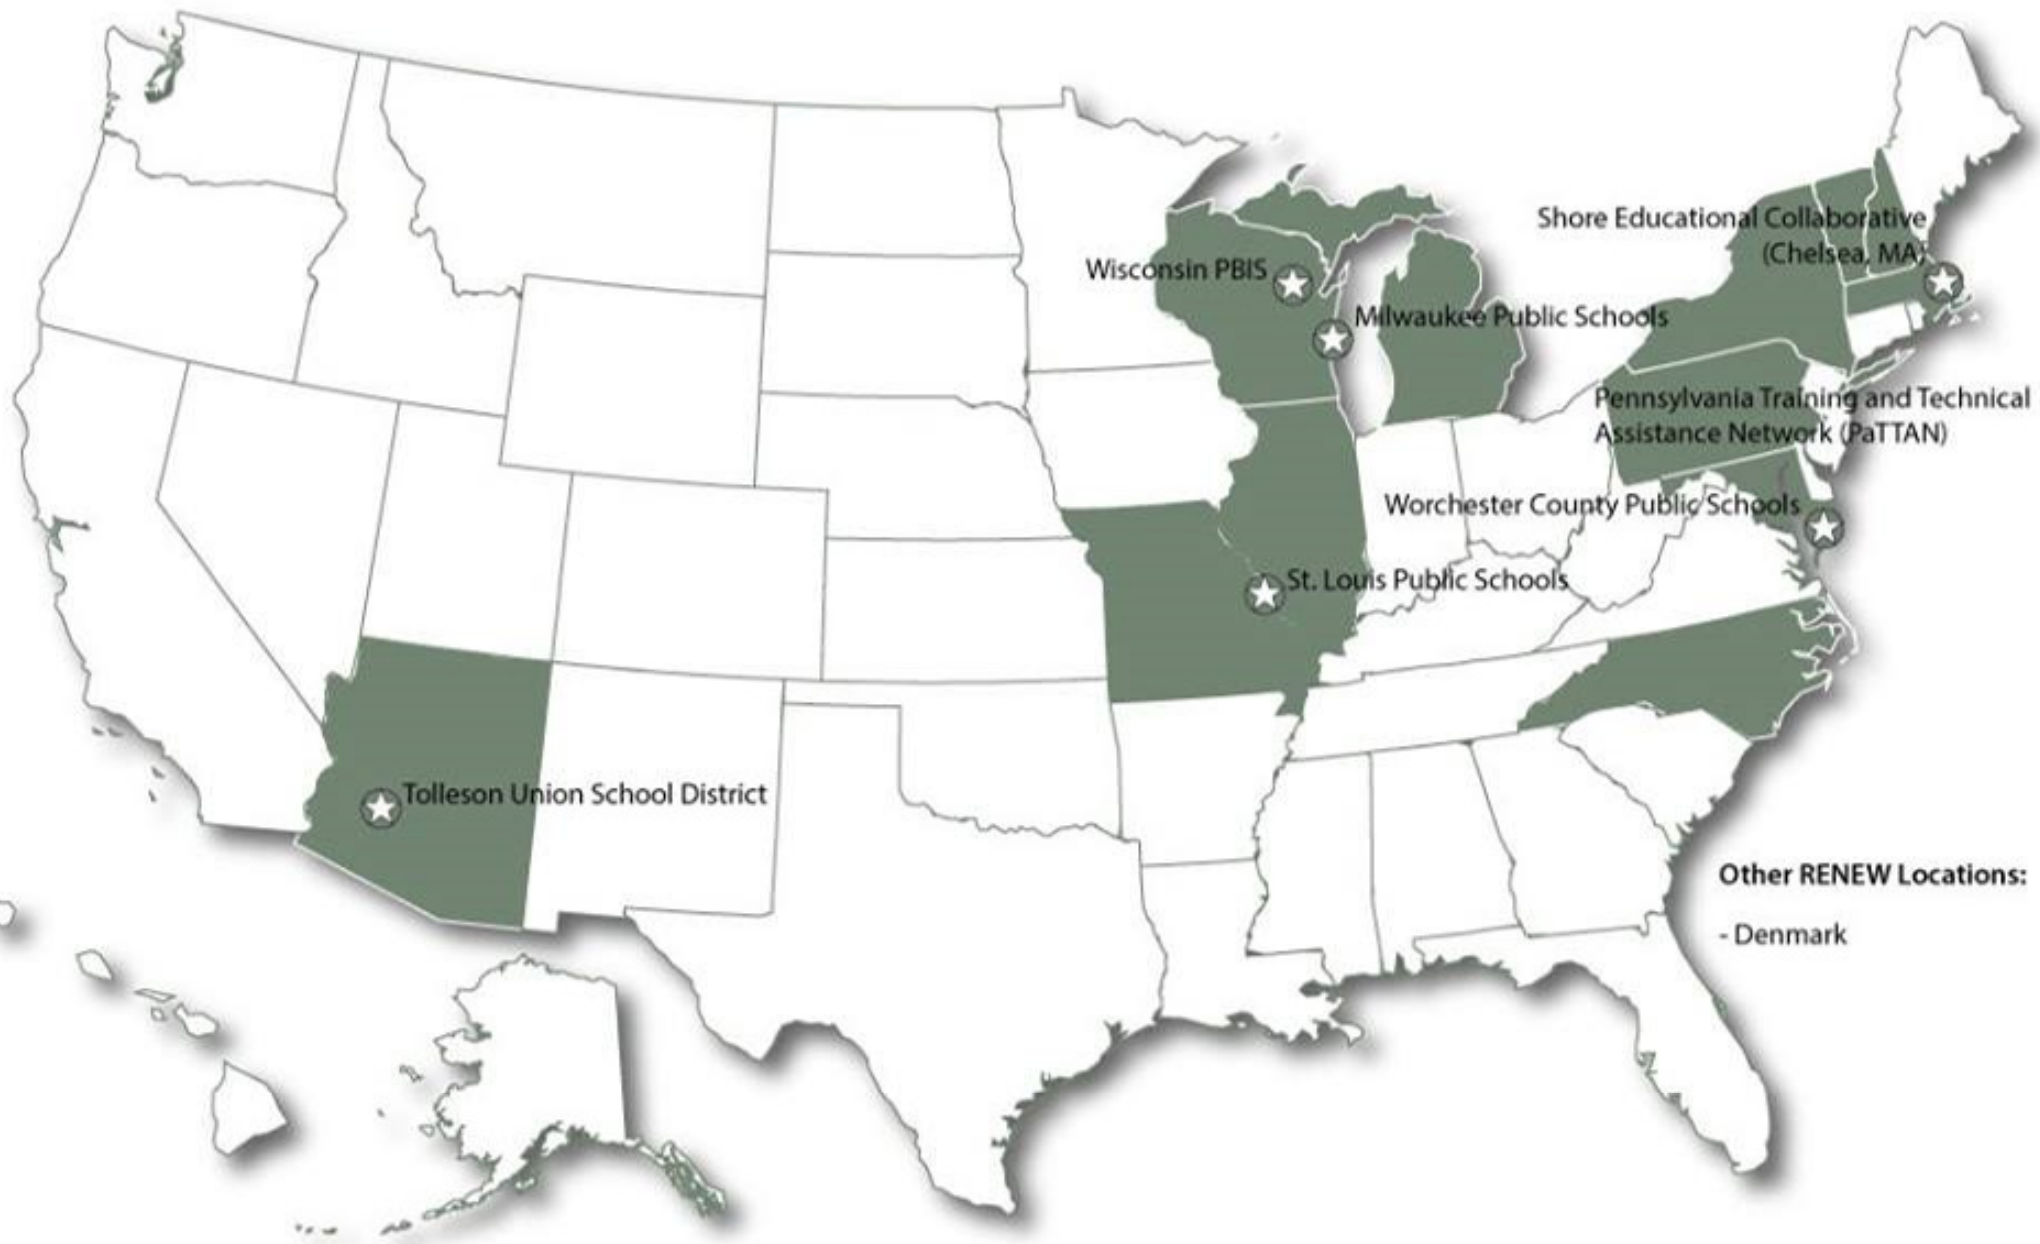 Shore Educational Collaborative
(Chelsea, MA)
Wisconsin PBIS
Milwaukee Public Schools
Pennsylvania Training and Technical
Assistance Network (PaTTAN)
Worchester County Public Schools
St. Louis Public Schools
Tolleson Union School District
Other RENEW Locations:
- Denmark